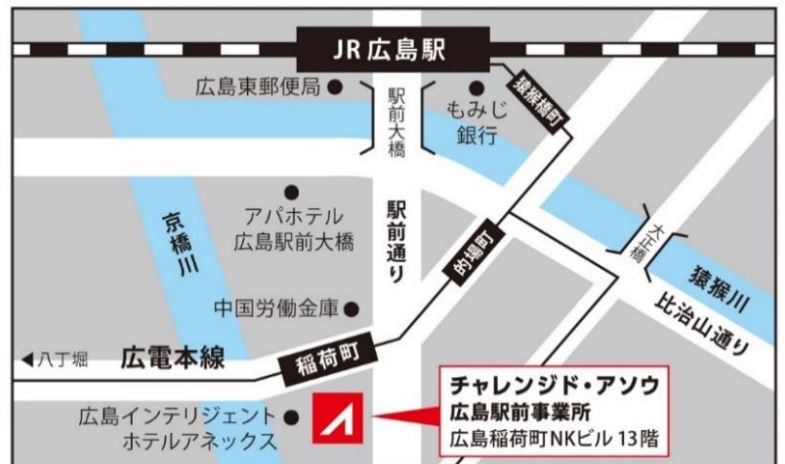 JR広島駅
広島東郵便局
駅前大橋
もみじ
銀行
猿猴橋町
アパホテル
広島駅前大橋
京橋川
駅前通り
的場町
大正橋
猿猴川
比治山通り
中国労働金庫
◀八丁堀
広電本線
稲荷町
広島インテリジェント
ホテルアネックス
チャレンジド・アソウ
広島駅前事業所
広島稲荷町NKビル 13階